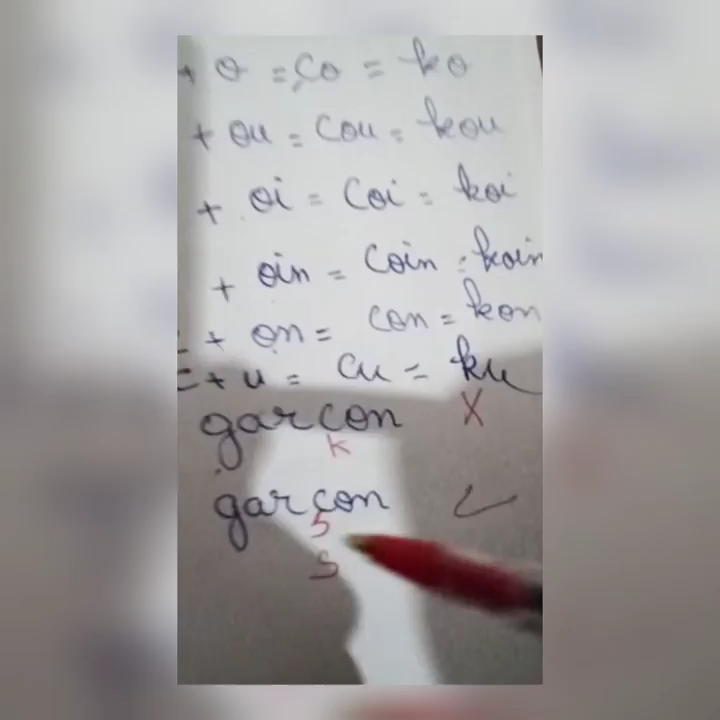 + o = co = ko
+ ou = cou = kou
+ oi = coi = koi
+ oin = coin = koin
+ on = con = kon
c + u = cu = ku
garcon X
k
garçon ✓
s